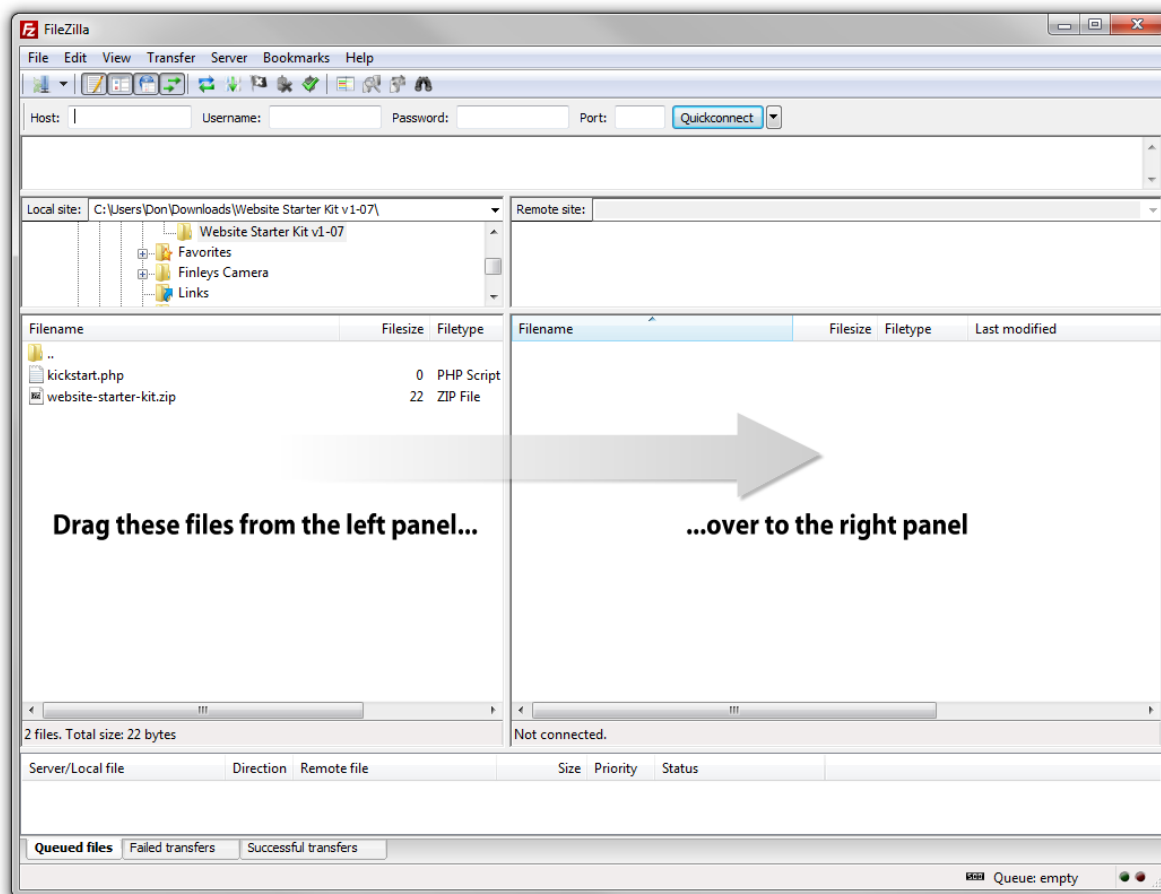 FileZilla
File Edit View Transfer Server Bookmarks Help
Host: Username: Password: Port: Quickconnect
Local site: C:\Users\Don\Downloads\Website Starter Kit v1-07\ Remote site:
Website Starter Kit v1-07
Favorites
Finleys Camera
Links
Filename Filesize Filetype Filename Filesize Filetype Last modified
..
kickstart.php 0 PHP Script
website-starter-kit.zip 22 ZIP File
Drag these files from the left panel... ...over to the right panel
2 files. Total size: 22 bytes Not connected.
Server/Local file Direction Remote file Size Priority Status
Queued files Failed transfers Successful transfers
Queue: empty